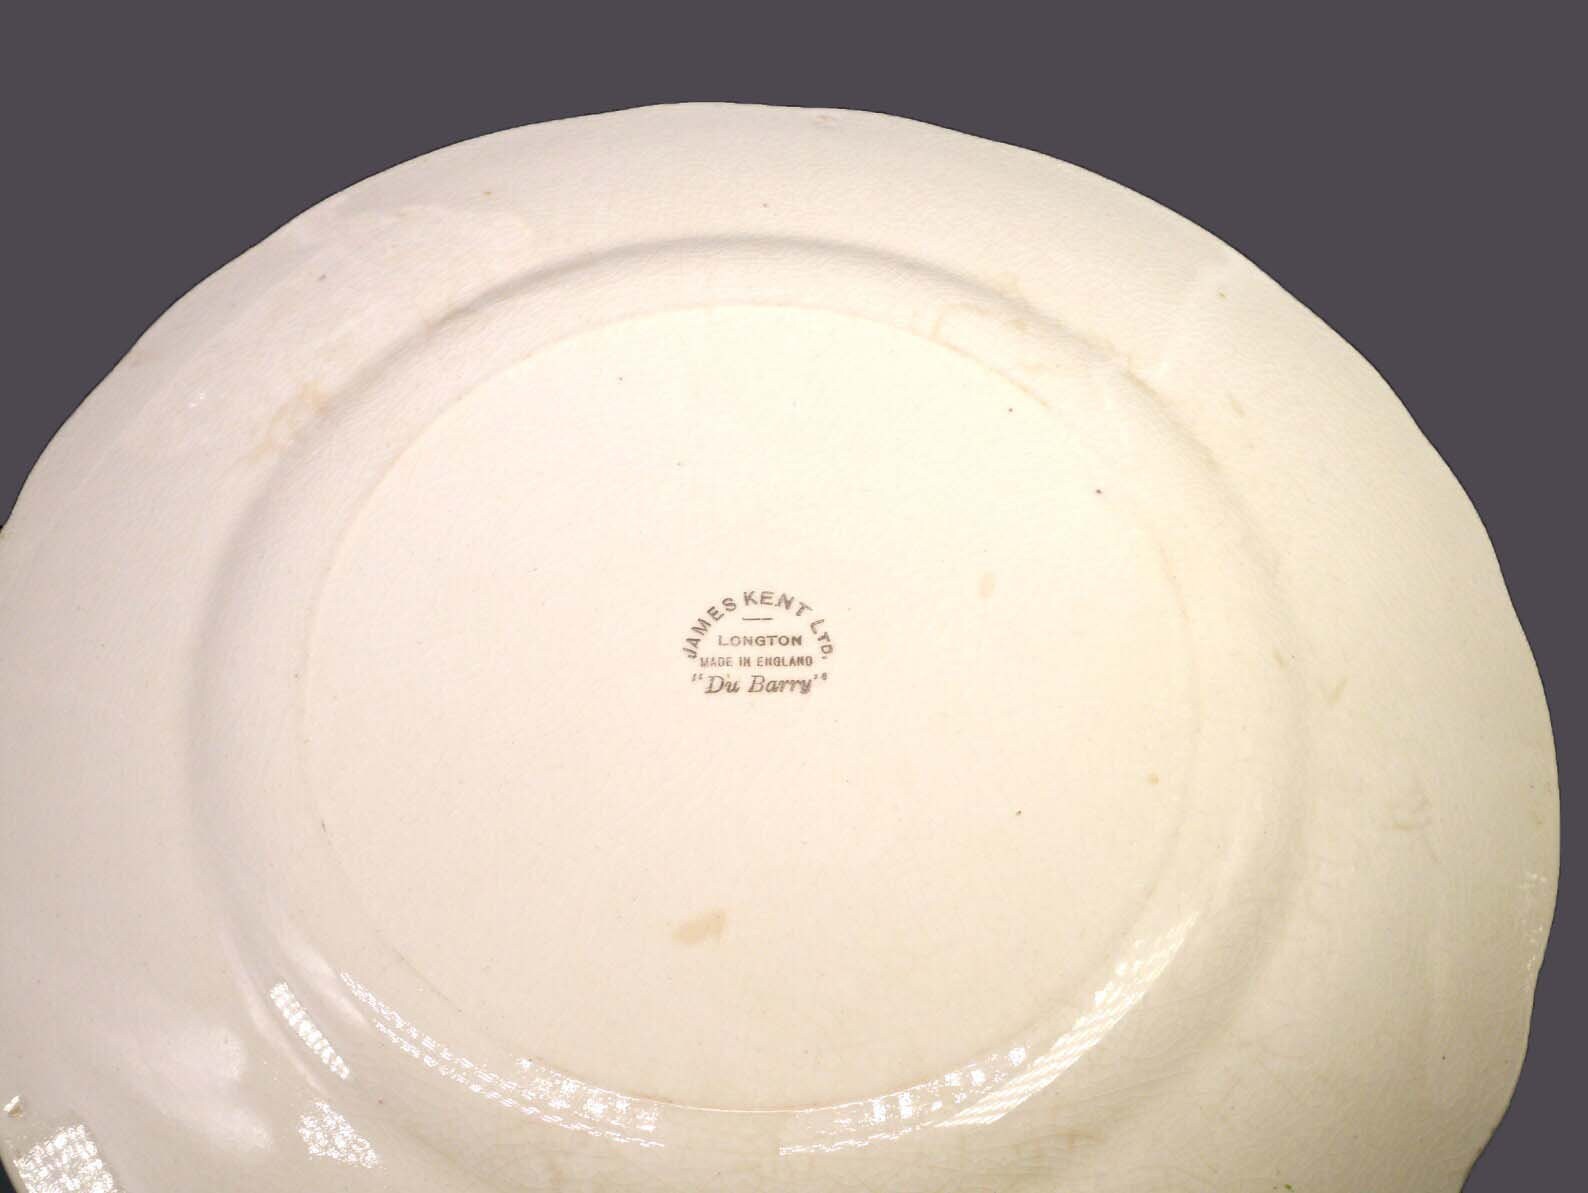 JAMES KENT LTD.
LONGTON
MADE IN ENGLAND
"Du Barry"